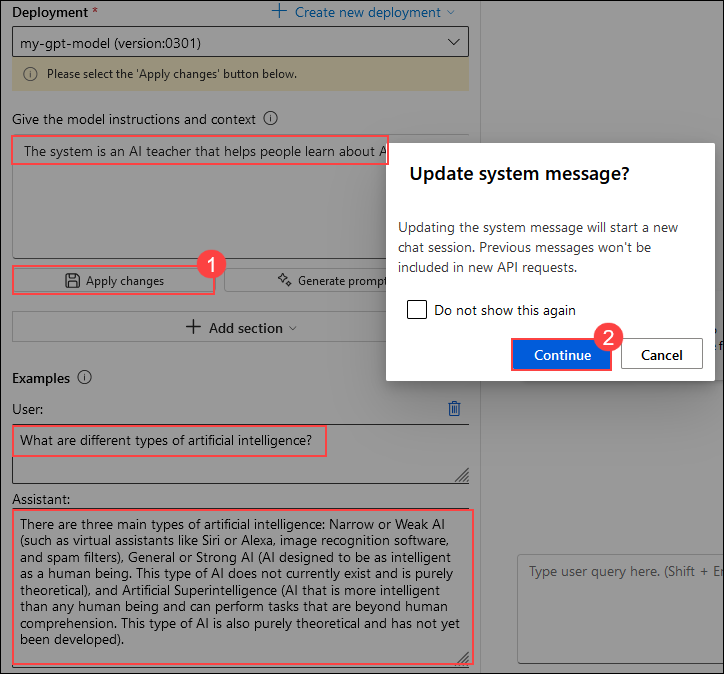 Deployment *
Create new deployment
my-gpt-model (version:0301)
Please select the 'Apply changes' button below.
Give the model instructions and context
The system is an AI teacher that helps people learn about
Apply changes
1
Generate prompt
Add section
Examples
User:
What are different types of artificial intelligence?
Assistant:
There are three main types of artificial intelligence: Narrow or Weak AI
(such as virtual assistants like Siri or Alexa, image recognition software,
and spam filters), General or Strong AI (AI designed to be as intelligent
as a human being. This type of AI does not currently exist and is purely
theoretical), and Artificial Superintelligence (AI that is more intelligent
than any human being and can perform tasks that are beyond human
comprehension. This type of AI is also purely theoretical and has not yet
been developed).
Update system message?
Updating the system message will start a new
chat session. Previous messages won't be
included in new API requests.
Do not show this again
Continue
2
Cancel
Type user query here. (Shift +